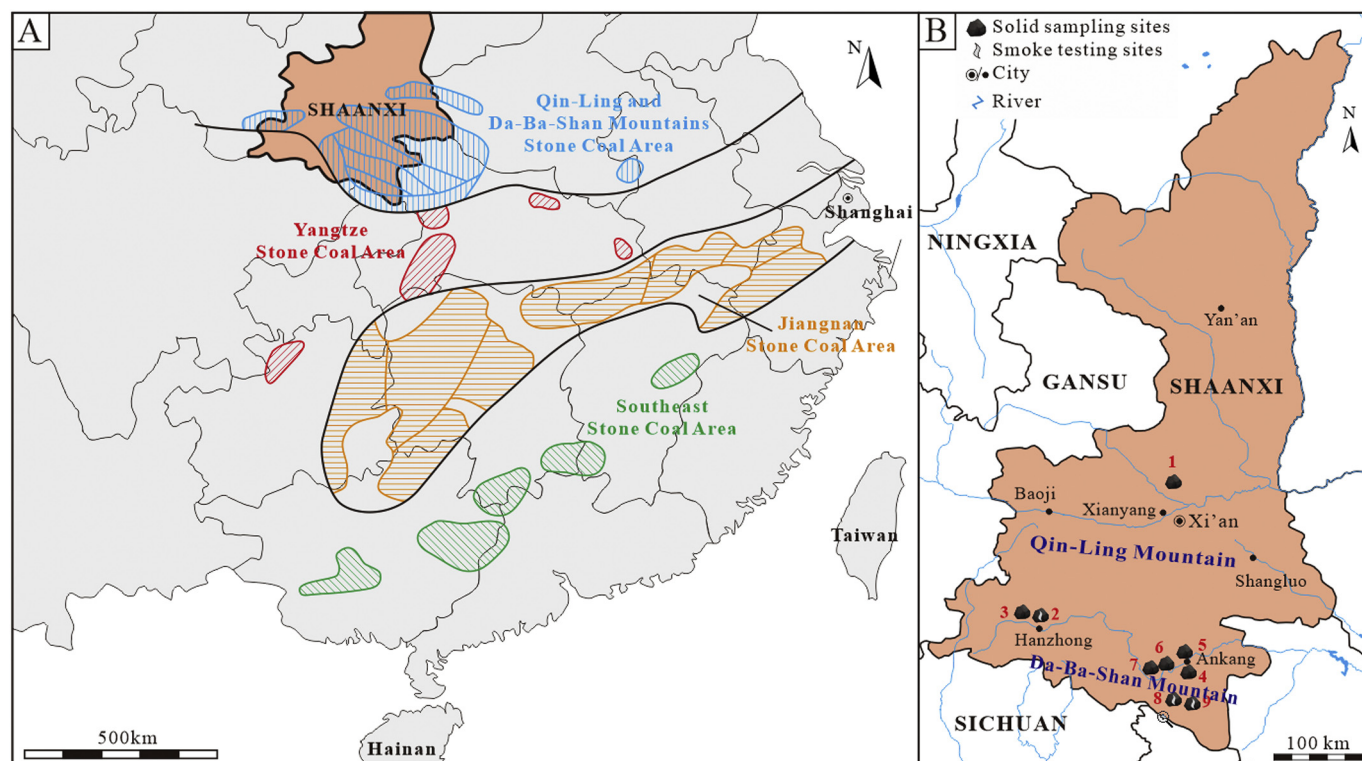 A
N
SHAANXI
Qin-Ling and
Da-Ba-Shan Mountains
Stone Coal Area
Shanghai
Yangtze
Stone Coal Area
Jiangnan
Stone Coal Area
Southeast
Stone Coal Area
Taiwan
Hainan
500km
B
Solid sampling sites
Smoke testing sites
City
River
N
NINGXIA
Yan'an
GANSU
SHAANXI
1
Baoji
Xianyang
Xi'an
Qin-Ling Mountain
Shangluo
3
2
Hanzhong
6
5
7
Ankang
4
Da-Ba-Shan Mountain
8
9
SICHUAN
100 km